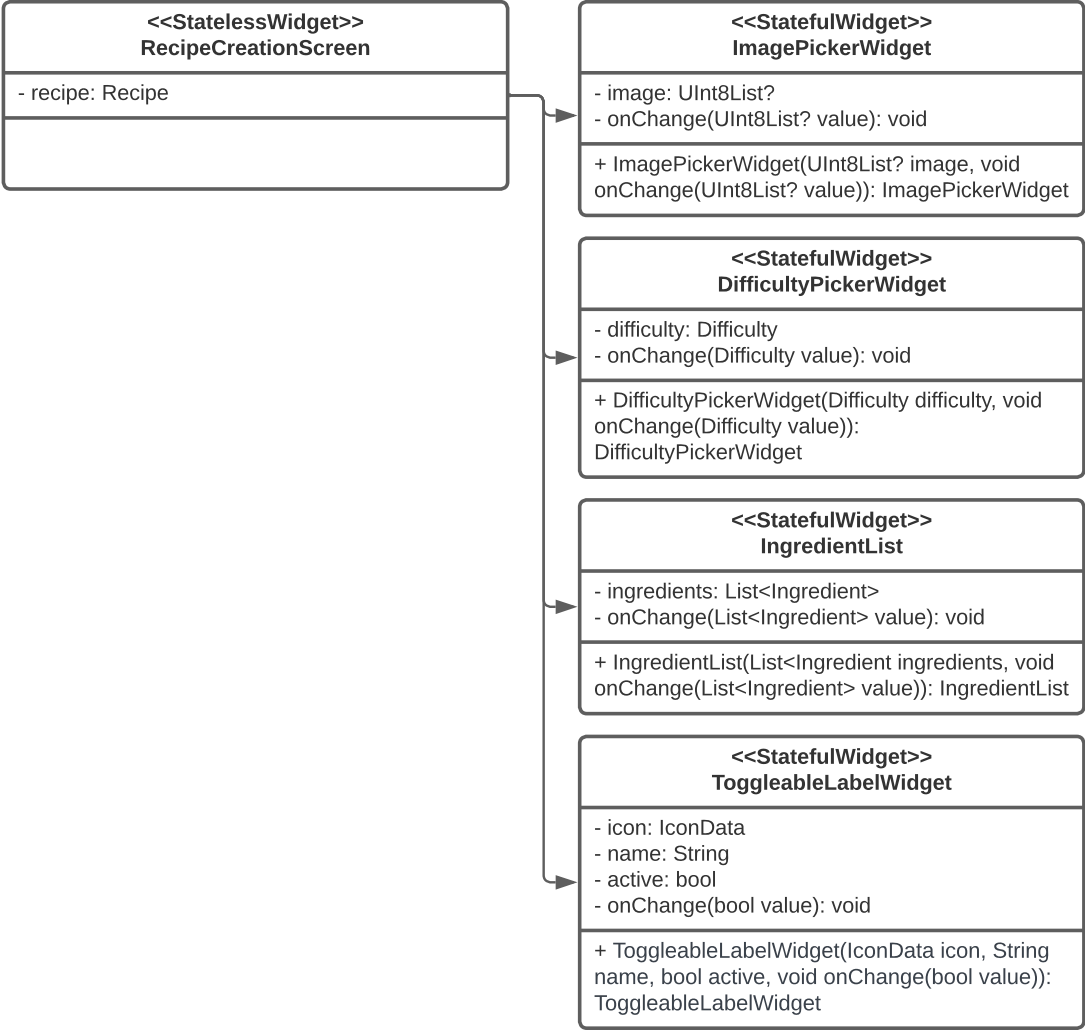 <<StatelessWidget>>
RecipeCreationScreen
- recipe: Recipe
<<StatefulWidget>>
ImagePickerWidget
- image: UInt8List?
- onChange(UInt8List? value): void
+ ImagePickerWidget(UInt8List? image, void
onChange(UInt8List? value)): ImagePickerWidget
<<StatefulWidget>>
DifficultyPickerWidget
- difficulty: Difficulty
- onChange(Difficulty value): void
+ DifficultyPickerWidget(Difficulty difficulty, void
onChange(Difficulty value)):
DifficultyPickerWidget
<<StatefulWidget>>
IngredientList
- ingredients: List<Ingredient>
- onChange(List<Ingredient> value): void
+ IngredientList(List<Ingredient ingredients, void
onChange(List<Ingredient> value)): IngredientList
<<StatefulWidget>>
ToggleableLabelWidget
- icon: IconData
- name: String
- active: bool
- onChange(bool value): void
+ ToggleableLabelWidget(IconData icon, String
name, bool active, void onChange(bool value)):
ToggleableLabelWidget